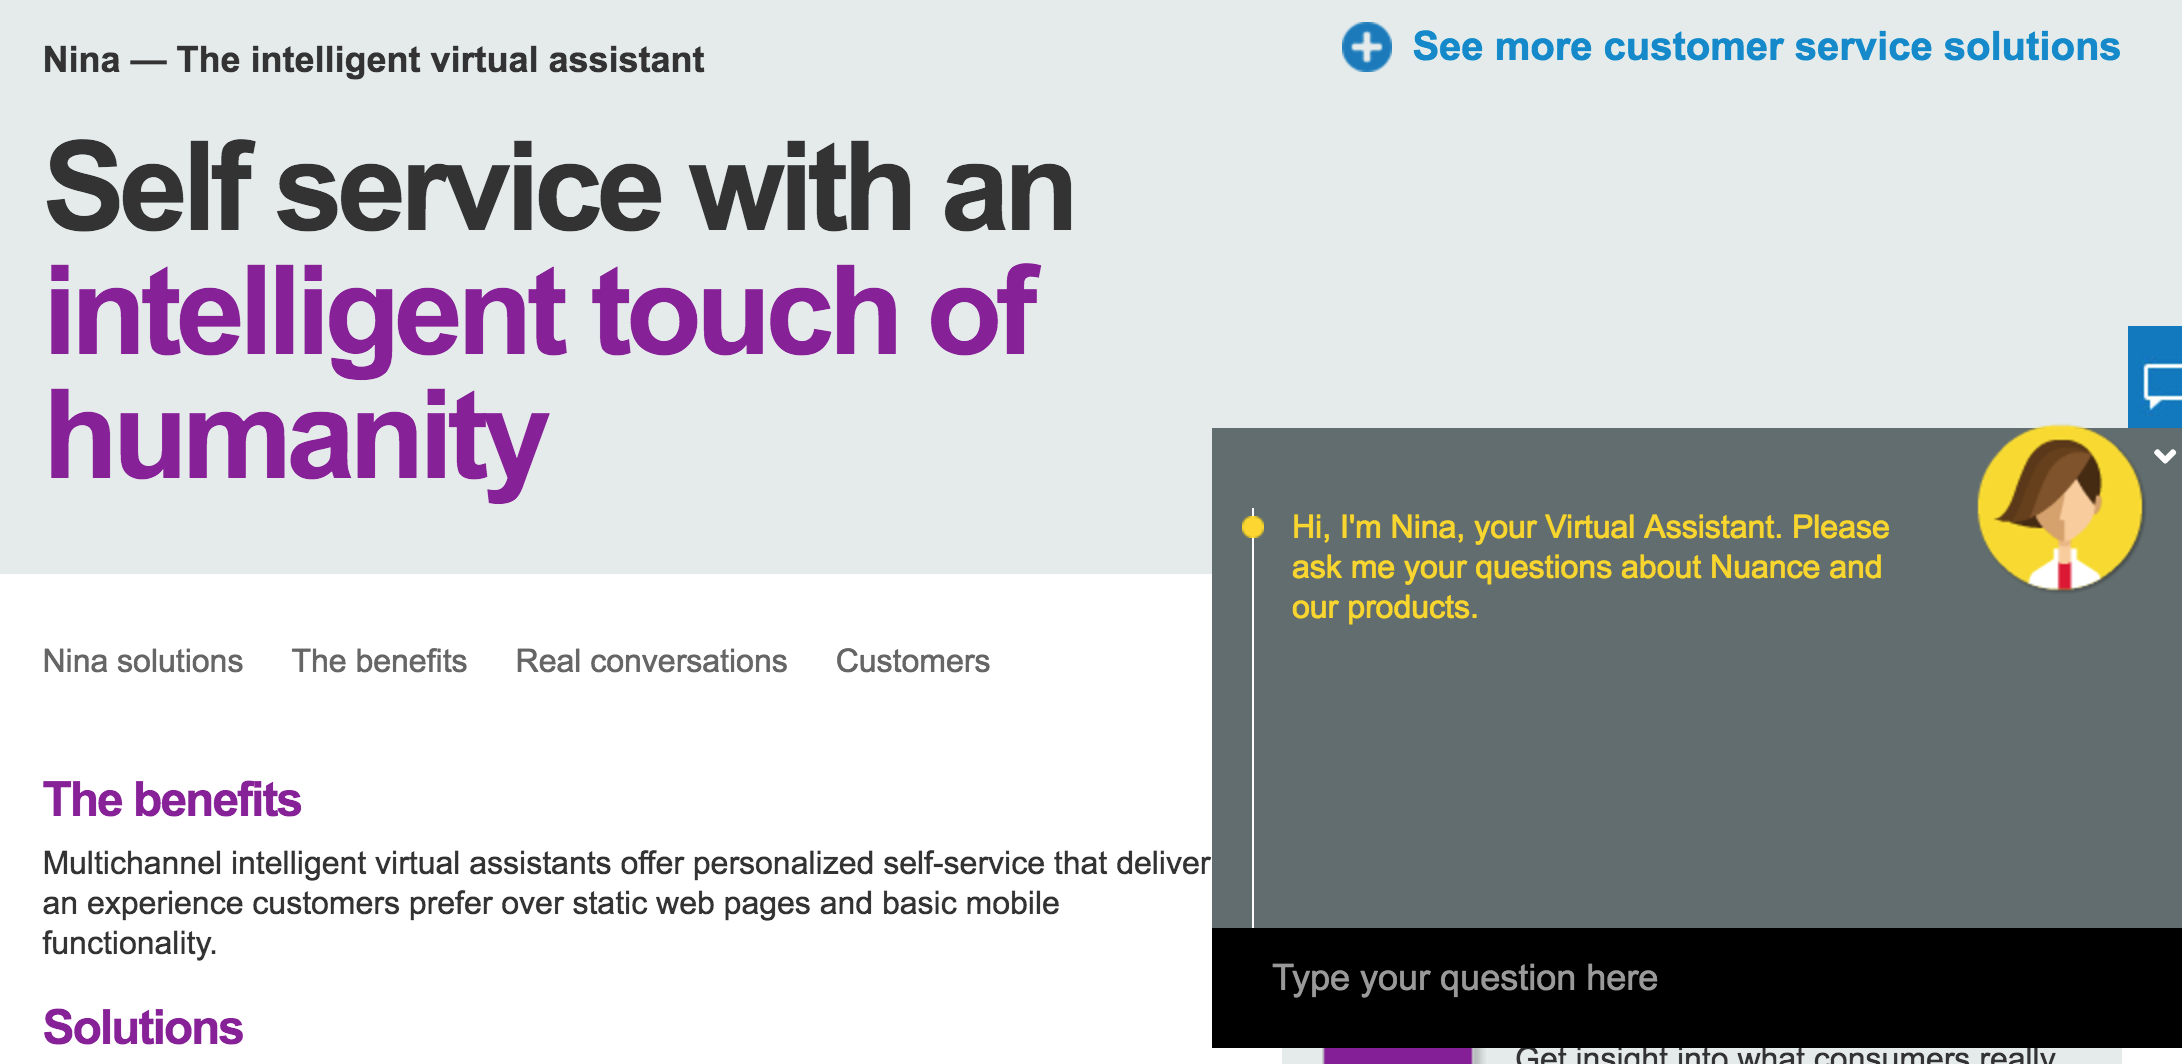 Nina — The intelligent virtual assistant
See more customer service solutions
Self service with an
intelligent touch of
humanity
Nina solutions
The benefits
Real conversations
Customers
The benefits
Multichannel intelligent virtual assistants offer personalized self-service that deliver
an experience customers prefer over static web pages and basic mobile
functionality.
Solutions
Hi, I'm Nina, your Virtual Assistant. Please
ask me your questions about Nuance and
our products.
Type your question here
Get insight into what consumers really